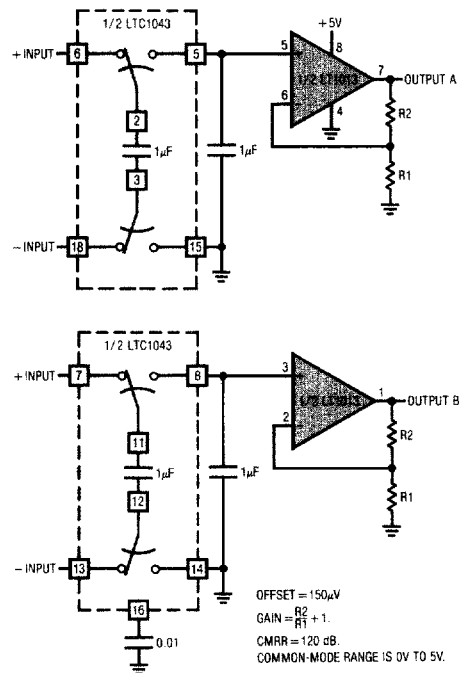 1/2 LTC1043
+5V
+ INPUT
6
5
5
8
7
OUTPUT A
1/2 LT1013
2
6
4
R2
1µF
1µF
3
R1
− INPUT
18
15
1/2 LTC1043
+ INPUT
7
8
3
1
OUTPUT B
1/2 LT1013
11
2
R2
1µF
1µF
12
R1
− INPUT
13
14
16
0.01
OFFSET = 150µV
GAIN = R2/R1 + 1.
CMRR = 120 dB.
COMMON-MODE RANGE IS 0V TO 5V.